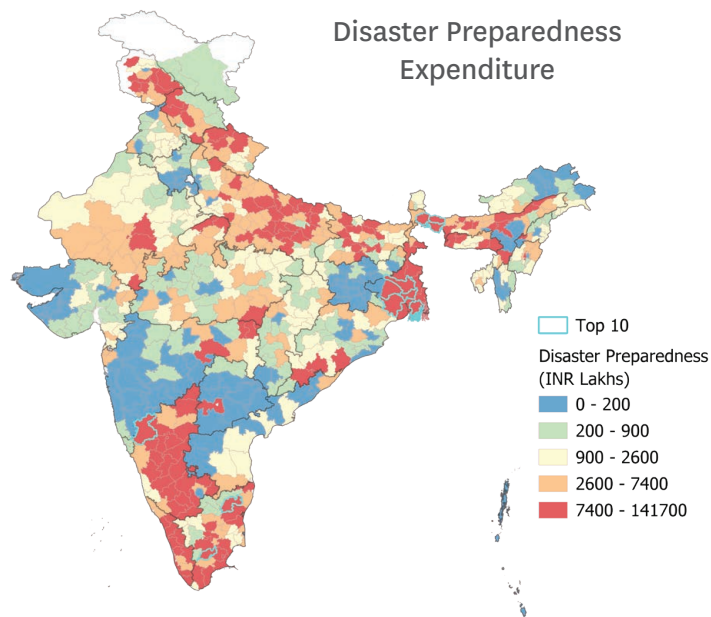 Disaster Preparedness
Expenditure
Top 10
Disaster Preparedness
(INR Lakhs)
0 - 200
200 - 900
900 - 2600
2600 - 7400
7400 - 141700